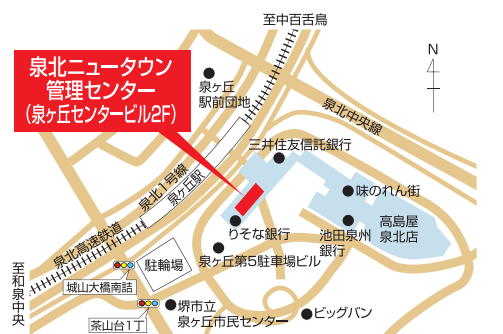 至中百舌鳥
泉北ニュータウン
管理センター
(泉ヶ丘センタービル2F)
N
泉ヶ丘
駅前団地
泉北中央線
三井住友信託銀行
泉北1号線
泉ヶ丘駅
味のれん街
高島屋
泉北店
りそな銀行
池田泉州
銀行
泉北高速鉄道
泉ヶ丘第5駐車場ビル
駐輪場
至和泉中央
城山大橋南詰
茶山台1丁
堺市立
泉ヶ丘市民センター
ビッグバン